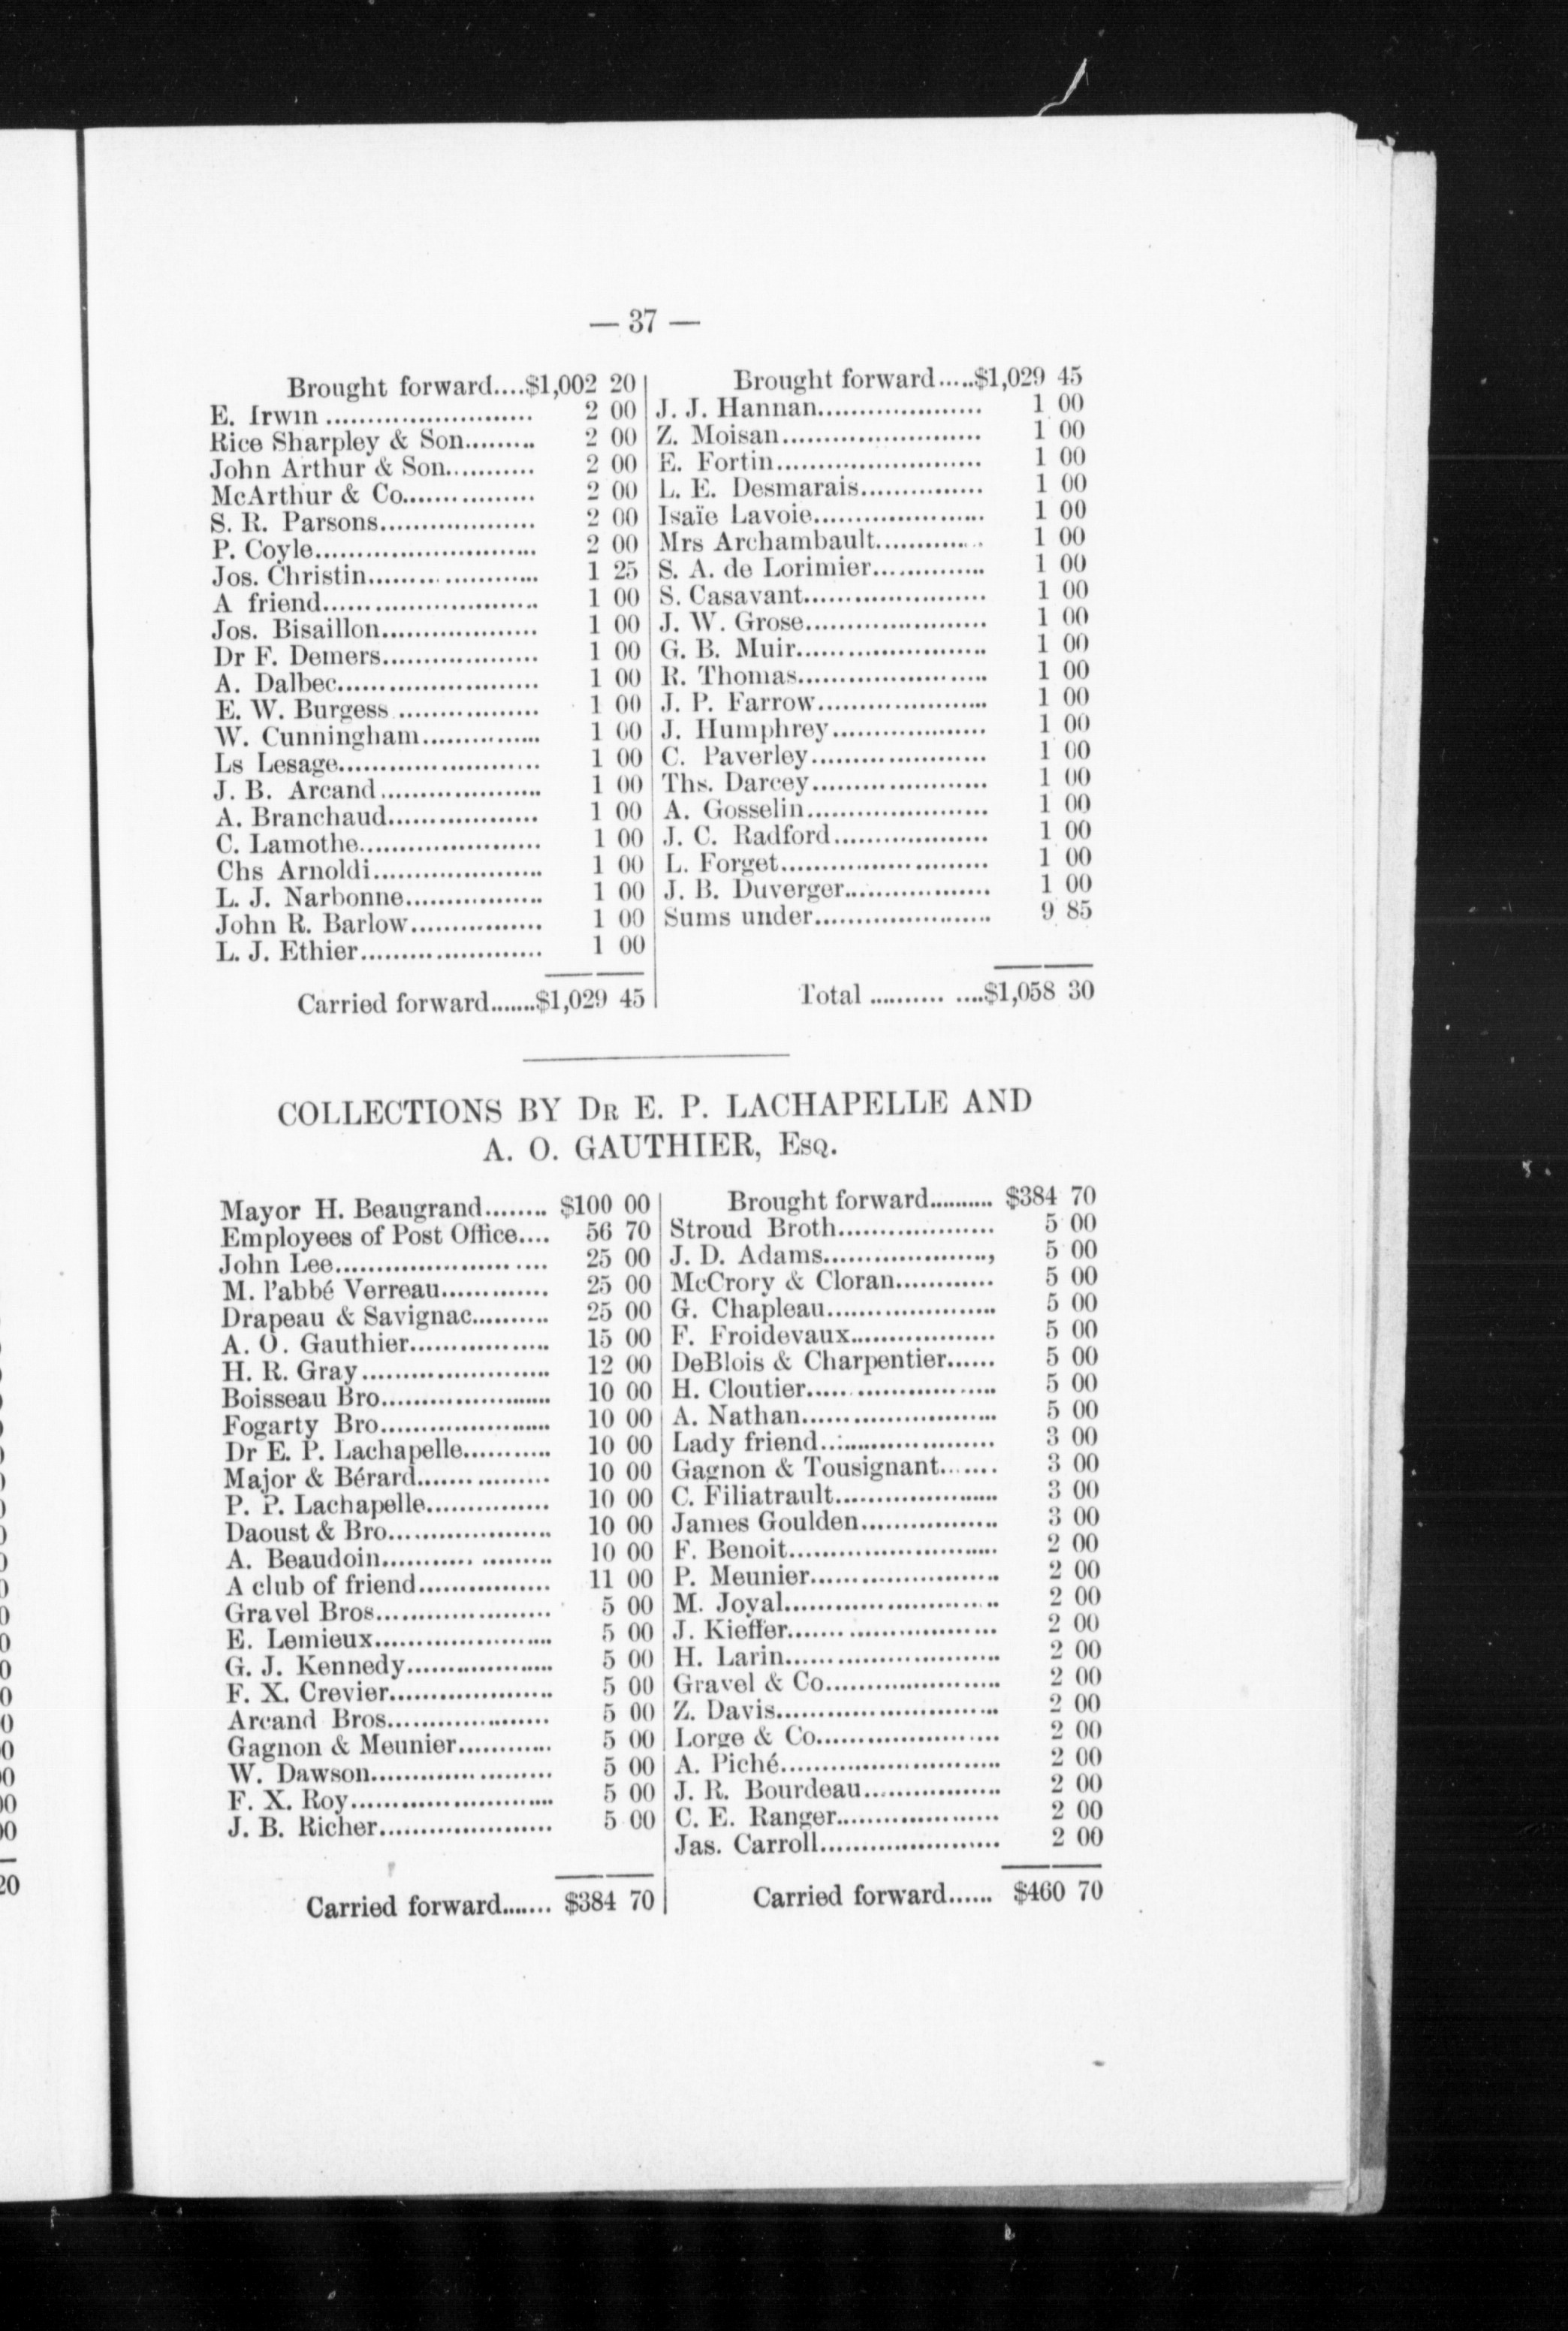 — 37 —
Brought forward....$1,002 20
E. Irwin ........................ 2 00
Rice Sharpley & Son......... 2 00
John Arthur & Son........... 2 00
McArthur & Co................ 2 00
S. R. Parsons................... 2 00
P. Coyle.......................... 2 00
Jos. Christin.................... 1 25
A friend.......................... 1 00
Jos. Bisaillon................... 1 00
Dr F. Demers................... 1 00
A. Dalbec........................ 1 00
E. W. Burgess ................. 1 00
W. Cunningham............... 1 00
Ls Lesage........................ 1 00
J. B. Arcand.................... 1 00
A. Branchaud.................. 1 00
C. Lamothe...................... 1 00
Chs Arnoldi..................... 1 00
L. J. Narbonne................. 1 00
John R. Barlow................ 1 00
L. J. Ethier...................... 1 00
Carried forward.......$1,029 45
Brought forward.....$1,029 45
J. J. Hannan.................... 1 00
Z. Moisan........................ 1 00
E. Fortin......................... 1 00
L. E. Desmarais............... 1 00
Isaïe Lavoie..................... 1 00
Mrs Archambault............. 1 00
S. A. de Lorimier.............. 1 00
S. Casavant...................... 1 00
J. W. Grose...................... 1 00
G. B. Muir....................... 1 00
R. Thomas....................... 1 00
J. P. Farrow.................... 1 00
J. Humphrey................... 1 00
C. Paverley..................... 1 00
Ths. Darcey..................... 1 00
A. Gosselin...................... 1 00
J. C. Radford................... 1 00
L. Forget......................... 1 00
J. B. Duverger.................. 1 00
Sums under..................... 9 85
Total .......... ....$1,058 30
COLLECTIONS BY DR E. P. LACHAPELLE AND
A. O. GAUTHIER, ESQ.
Mayor H. Beaugrand........ $100 00
Employees of Post Office.... 56 70
John Lee......................... 25 00
M. l'abbé Verreau............. 25 00
Drapeau & Savignac.......... 25 00
A. O. Gauthier................. 15 00
H. R. Gray....................... 12 00
Boisseau Bro.................... 10 00
Fogarty Bro..................... 10 00
Dr E. P. Lachapelle........... 10 00
Major & Bérard................ 10 00
P. P. Lachapelle............... 10 00
Daoust & Bro................... 10 00
A. Beaudoin........... ......... 10 00
A club of friend................ 11 00
Gravel Bros..................... 5 00
E. Lemieux...................... 5 00
G. J. Kennedy.................. 5 00
F. X. Crevier.................... 5 00
Arcand Bros.................... 5 00
Gagnon & Meunier............ 5 00
W. Dawson...................... 5 00
F. X. Roy........................ 5 00
J. B. Richer..................... 5 00
Carried forward....... $384 70
Brought forward.......... $384 70
Stroud Broth................... 5 00
J. D. Adams...................., 5 00
McCrory & Cloran............ 5 00
G. Chapleau.................... 5 00
F. Froidevaux.................. 5 00
DeBlois & Charpentier...... 5 00
H. Cloutier...................... 5 00
A. Nathan....................... 5 00
Lady friend..................... 3 00
Gagnon & Tousignant....... 3 00
C. Filiatrault.................... 3 00
James Goulden................. 3 00
F. Benoit......................... 2 00
P. Meunier...................... 2 00
M. Joyal.......................... 2 00
J. Kieffer......................... 2 00
H. Larin.......................... 2 00
Gravel & Co..................... 2 00
Z. Davis.......................... 2 00
Lorge & Co...................... 2 00
A. Piché.......................... 2 00
J. R. Bourdeau................ 2 00
C. E. Ranger................... 2 00
Jas. Carroll..................... 2 00
Carried forward...... $460 70